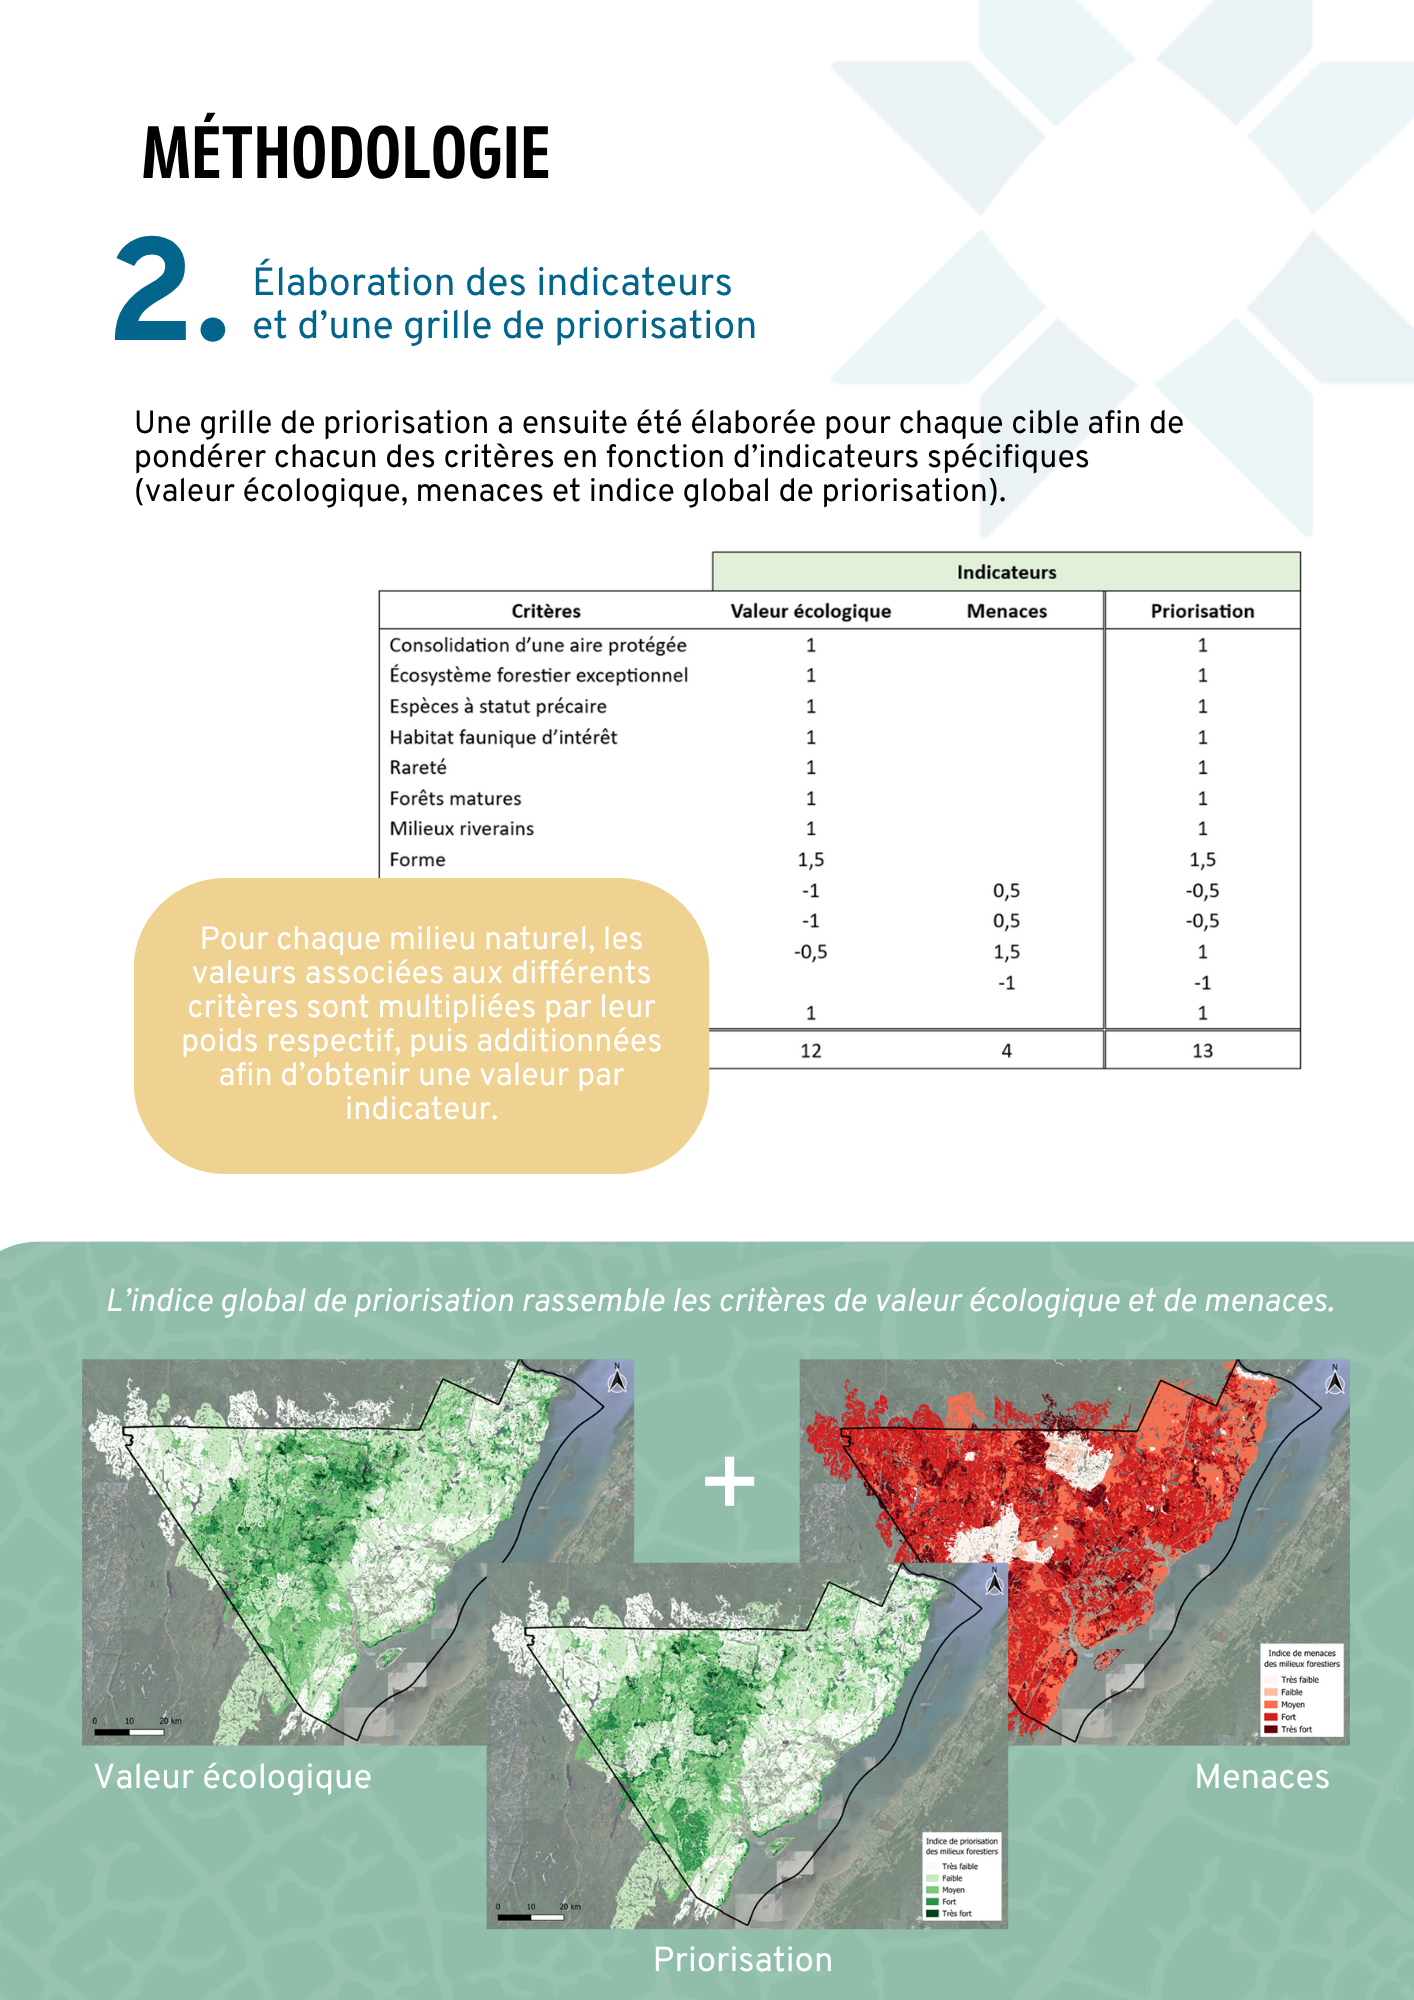 MÉTHODOLOGIE
2. Élaboration des indicateurs
et d'une grille de priorisation
Une grille de priorisation a ensuite été élaborée pour chaque cible afin de
pondérer chacun des critères en fonction d'indicateurs spécifiques
(valeur écologique, menaces et indice global de priorisation).
Indicateurs
Critères Valeur écologique Menaces Priorisation
Consolidation d'une aire protégée 1 1
Écosystème forestier exceptionnel 1 1
Espèces à statut précaire 1 1
Habitat faunique d'intérêt 1 1
Rareté 1 1
Forêts matures 1 1
Milieux riverains 1 1
Forme 1,5 1,5
-1 0,5 -0,5
-1 0,5 -0,5
-0,5 1,5 1
-1 -1
1 1
12 4 13
Pour chaque milieu naturel, les
valeurs associées aux différents
critères sont multipliées par leur
poids respectif, puis additionnées
afin d'obtenir une valeur par
indicateur.
L'indice global de priorisation rassemble les critères de valeur écologique et de menaces.
N
0 10 20 km
Valeur écologique
+
N
Indice de menaces
des milieux forestiers
Très faible
Faible
Moyen
Fort
Très fort
Menaces
N
0 10 20 km
Indice de priorisation
des milieux forestiers
Très faible
Faible
Moyen
Fort
Très fort
Priorisation